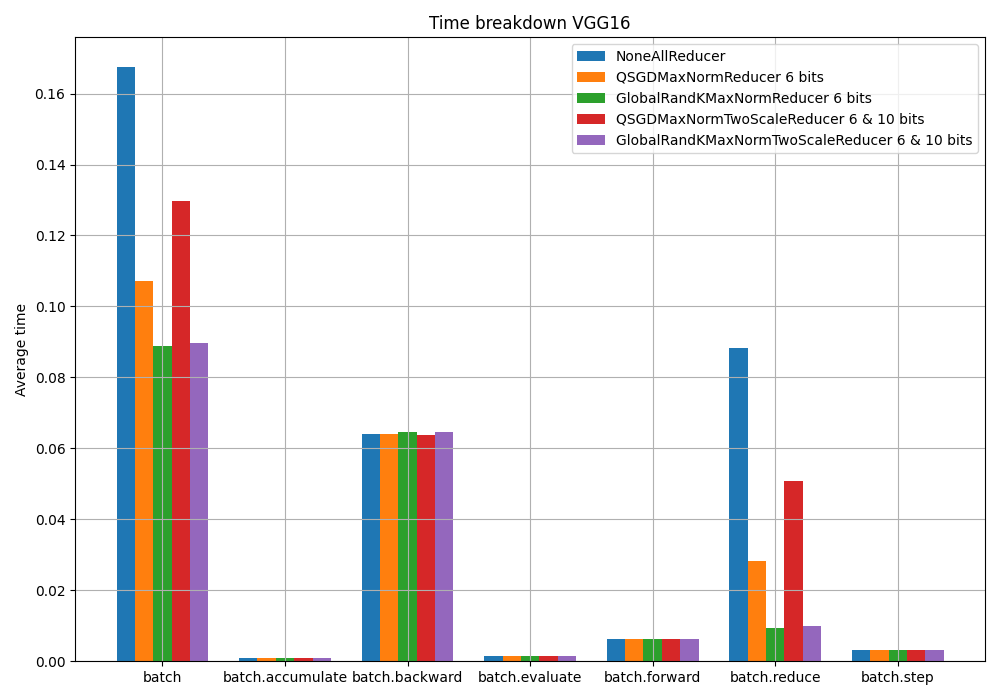 Time breakdown VGG16
NoneAllReducer
QSGDMaxNormReducer 6 bits
GlobalRandKMaxNormReducer 6 bits
QSGDMaxNormTwoScaleReducer 6 & 10 bits
GlobalRandKMaxNormTwoScaleReducer 6 & 10 bits
Average time
0.16
0.14
0.12
0.10
0.08
0.06
0.04
0.02
0.00
batch batch.accumulate batch.backward batch.evaluate batch.forward batch.reduce batch.step